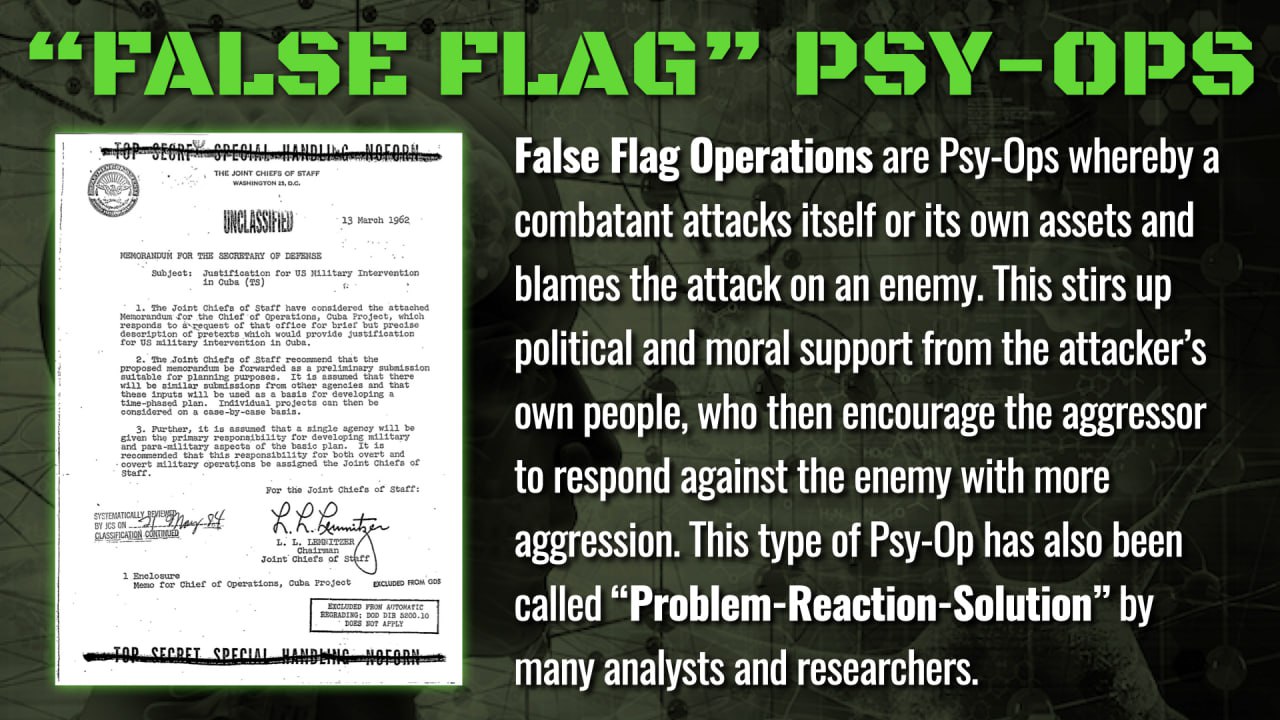 “FALSE FLAG” PSY-OPS
TOP SECRET SPECIAL HANDLING NOFORN
THE JOINT CHIEFS OF STAFF
WASHINGTON 25, D.C.
UNCLASSIFIED
13 March 1962
MEMORANDUM FOR THE SECRETARY OF DEFENSE
Subject: Justification for US Military Intervention
in Cuba (TS)
1. The Joint Chiefs of Staff have considered the attached
Memorandum for the Chief of Operations, Cuba Project, which
responds to a request of that office for brief but precise
description of pretexts which would provide justification
for US military intervention in Cuba.
2. The Joint Chiefs of Staff recommend that the
proposed memorandum be forwarded as a preliminary submission
suitable for planning purposes. It is assumed that there
will be similar submissions from other agencies and that
these inputs will be used as a basis for developing a
time-phased plan. Individual projects can then be
considered on a case-by-case basis.
3. Further, it is assumed that a single agency will be
given the primary responsibility for developing military
and para-military aspects of the basic plan. It is
recommended that this responsibility for both overt and
covert military operations be assigned the Joint Chiefs of
Staff.
For the Joint Chiefs of Staff:
SYSTEMATICALLY REVIEWED
BY JCS ON 21 May 84
CLASSIFICATION CONTINUED
L. L. Lemnitzer
L. L. LEMNITZER
Chairman
Joint Chiefs of Staff
1 Enclosure
Memo for Chief of Operations, Cuba Project
EXCLUDED FROM GDS
EXCLUDED FROM AUTOMATIC
REGRADING; DOD DIR 5200.10
DOES NOT APPLY
TOP SECRET SPECIAL HANDLING NOFORN
False Flag Operations are Psy-Ops whereby a
combatant attacks itself or its own assets and
blames the attack on an enemy. This stirs up
political and moral support from the attacker’s
own people, who then encourage the aggressor
to respond against the enemy with more
aggression. This type of Psy-Op has also been
called “Problem-Reaction-Solution” by
many analysts and researchers.